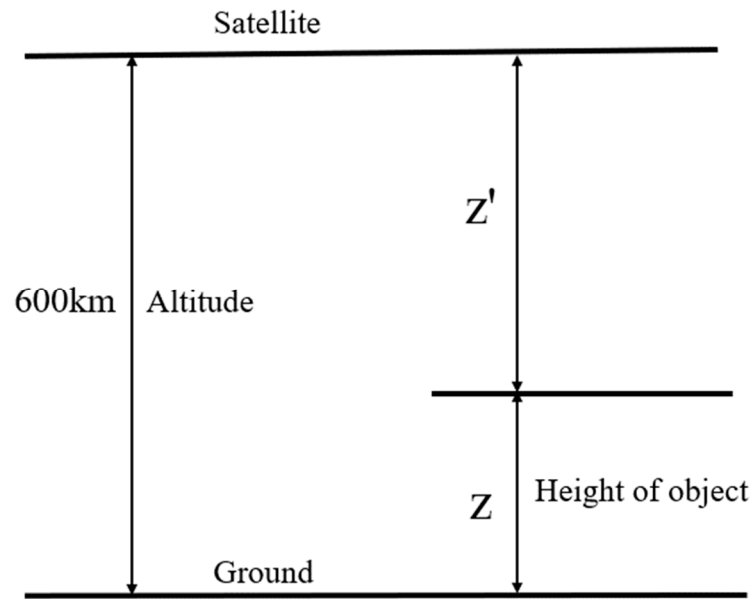 Satellite
Z'
600km
Altitude
Z
Height of object
Ground